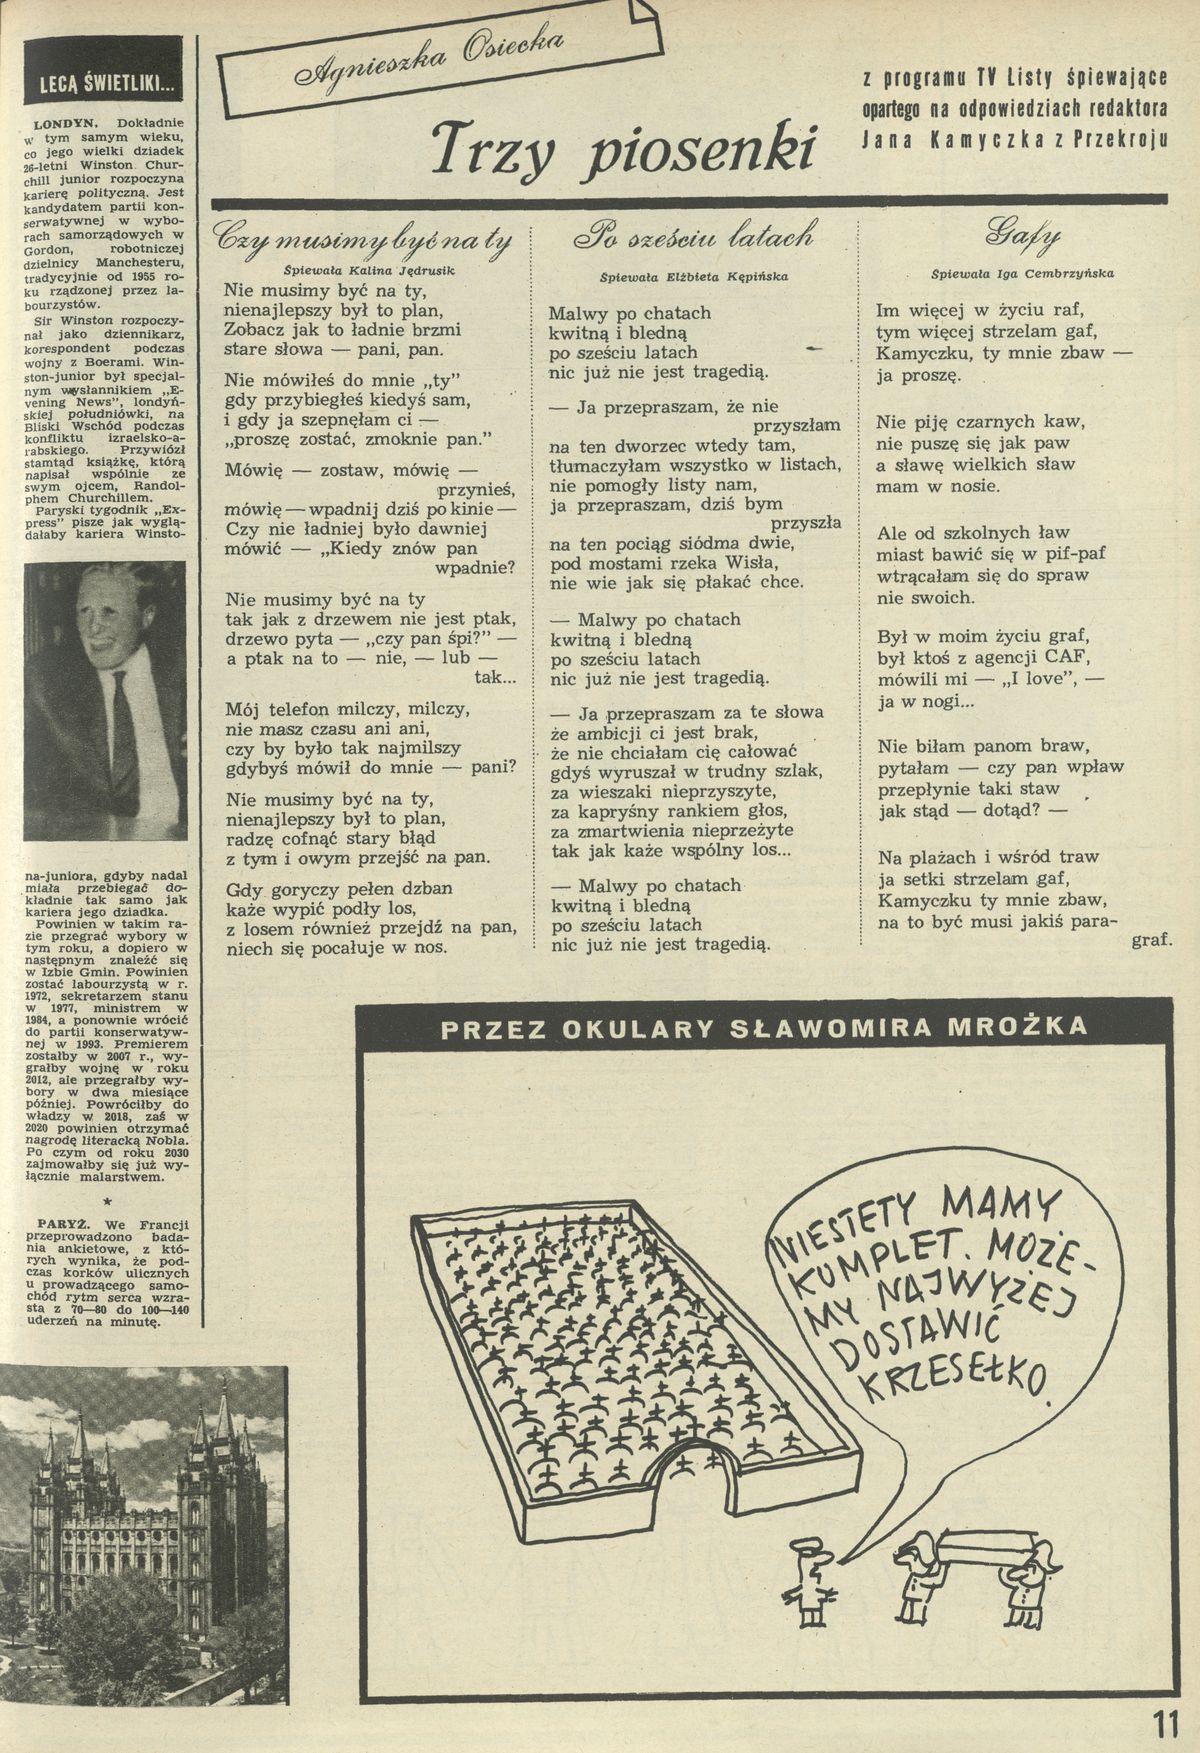 LECĄ ŚWIETLIKI...
LONDYN. Dokładnie
w tym samym wieku,
co jego wielki dziadek
26-letni Winston Chur-
chill junior rozpoczyna
karierę polityczną. Jest
kandydatem partii kon-
serwatywnej w wybo-
rach samorządowych w
Gordon, robotniczej
dzielnicy Manchesteru,
tradycyjnie od 1955 ro-
ku rządzonej przez la-
bourzystów.
Sir Winston rozpoczy-
nał jako dziennikarz,
korespondent podczas
wojny z Boerami. Win-
ston-junior był specjal-
nym wysłannikiem „E-
vening News”, londyń-
skiej południówki, na
Bliski Wschód podczas
konfliktu izraelsko-a-
rabskiego. Przywiózł
stamtąd książkę, którą
napisał wspólnie ze
swym ojcem, Randol-
phem Churchillem.
Paryski tygodnik „Ex-
press” pisze jak wyglą-
dałaby kariera Winsto-
na-juniora, gdyby nadal
miała przebiegać do-
kładnie tak samo jak
kariera jego dziadka.
Powinien w takim ra-
zie przegrać wybory w
tym roku, a dopiero w
następnym znaleźć się
w Izbie Gmin. Powinien
zostać labourzystą w r.
1972, sekretarzem stanu
w 1977, ministrem w
1984, a ponownie wrócić
do partii konserwatyw-
nej w 1993. Premierem
zostałby w 2007 r., wy-
grałby wojnę w roku
2012, ale przegrałby wy-
bory w dwa miesiące
później. Powróciłby do
władzy w 2018, zaś w
2020 powinien otrzymać
nagrodę literacką Nobla.
Po czym od roku 2030
zajmowałby się już wy-
łącznie malarstwem.
*
PARYŻ. We Francji
przeprowadzono bada-
nia ankietowe, z któ-
rych wynika, że pod-
czas korków ulicznych
u prowadzącego samo-
chód rytm serca wzra-
sta z 70—80 do 100—140
uderzeń na minutę.
Agnieszka Osiecka
Trzy piosenki
z programu TV Listy śpiewające
opartego na odpowiedziach redaktora
Jana Kamyczka z Przekroju
Czy musimy być na ty
Śpiewała Kalina Jędrusik
Nie musimy być na ty,
nienajlepszy był to plan,
Zobacz jak to ładnie brzmi
stare słowa — pani, pan.
Nie mówiłeś do mnie „ty”
gdy przybiegłeś kiedyś sam,
i gdy ja szepnęłam ci —
„proszę zostać, zmoknie pan.”
Mówię — zostaw, mówię —
przynieś,
mówię — wpadnij dziś po kinie —
Czy nie ładniej było dawniej
mówić — „Kiedy znów pan
wpadnie?
Nie musimy być na ty
tak jak z drzewem nie jest ptak,
drzewo pyta — „czy pan śpi?” —
a ptak na to — nie, — lub —
tak...
Mój telefon milczy, milczy,
nie masz czasu ani ani,
czy by było tak najmilszy
gdybyś mówił do mnie — pani?
Nie musimy być na ty,
nienajlepszy był to plan,
radzę cofnąć stary błąd
z tym i owym przejść na pan.
Gdy goryczy pełen dzban
każe wypić podły los,
z losem również przejdź na pan,
niech się pocałuje w nos.
Po sześciu latach
Śpiewała Elżbieta Kępińska
Malwy po chatach
kwitną i bledną
po sześciu latach
nic już nie jest tragedią.
— Ja przepraszam, że nie
przyszłam
na ten dworzec wtedy tam,
tłumaczyłam wszystko w listach,
nie pomogły listy nam,
ja przepraszam, dziś bym
przyszła
na ten pociąg siódma dwie,
pod mostami rzeka Wisła,
nie wie jak się płakać chce.
— Malwy po chatach
kwitną i bledną
po sześciu latach
nic już nie jest tragedią.
— Ja przepraszam za te słowa
że ambicji ci jest brak,
że nie chciałam cię całować
gdyś wyruszał w trudny szlak,
za wieszaki nieprzyszyte,
za kapryśny rankiem głos,
za zmartwienia nieprzeżyte
tak jak każe wspólny los...
— Malwy po chatach
kwitną i bledną
po sześciu latach
nic już nie jest tragedią.
Gafy
Śpiewała Iga Cembrzyńska
Im więcej w życiu raf,
tym więcej strzelam gaf,
Kamyczku, ty mnie zbaw —
ja proszę.
Nie piję czarnych kaw,
nie puszę się jak paw
a sławę wielkich sław
mam w nosie.
Ale od szkolnych ław
miast bawić się w pif-paf
wtrącałam się do spraw
nie swoich.
Był w moim życiu graf,
był ktoś z agencji CAF,
mówili mi — „I love”, —
ja w nogi...
Nie biłam panom braw,
pytałam — czy pan wpław
przepłynie taki staw
jak stąd — dotąd? —
Na plażach i wśród traw
ja setki strzelam gaf,
Kamyczku ty mnie zbaw,
na to być musi jakiś para-
graf.
PRZEZ OKULARY SŁAWOMIRA MROŻKA
NIESTETY MAMY
KOMPLET. MOŻE-
MY NAJWYŻEJ
DOSTAWIĆ
KRZESEŁKO.
11